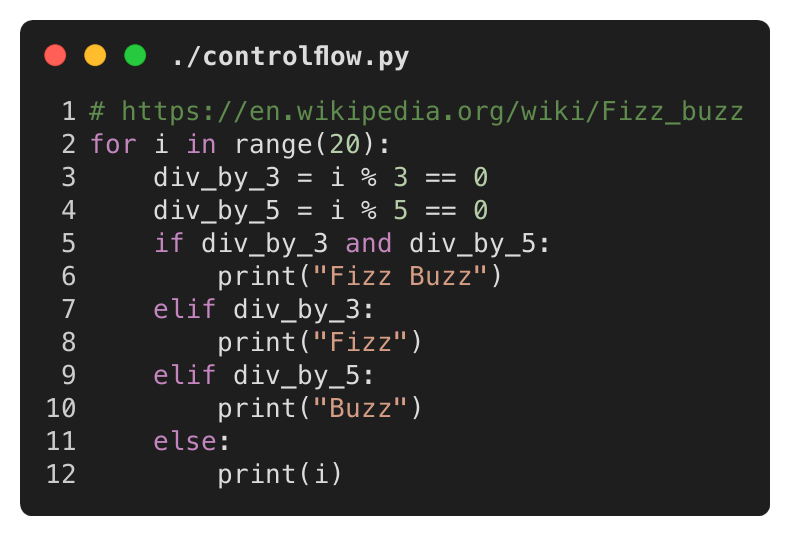 ./controlflow.py
1 # https://en.wikipedia.org/wiki/Fizz_buzz
2 for i in range(20):
3     div_by_3 = i % 3 == 0
4     div_by_5 = i % 5 == 0
5     if div_by_3 and div_by_5:
6         print("Fizz Buzz")
7     elif div_by_3:
8         print("Fizz")
9     elif div_by_5:
10         print("Buzz")
11     else:
12         print(i)